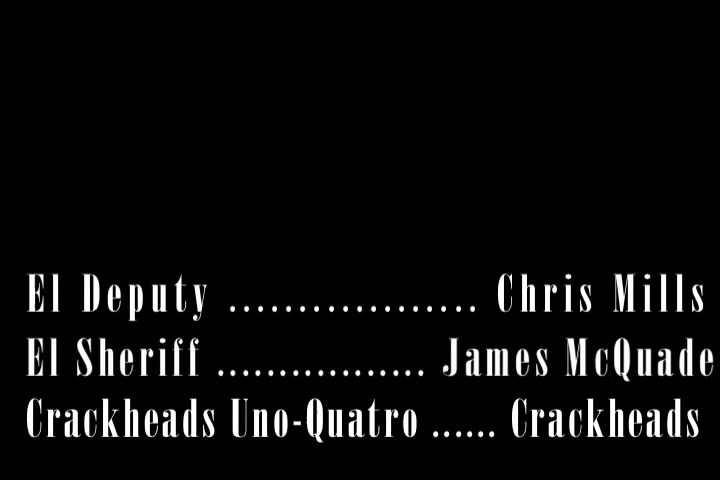 El Deputy .................. Chris Mills
El Sheriff ................. James McQuade
Crackheads Uno-Quatro ...... Crackheads